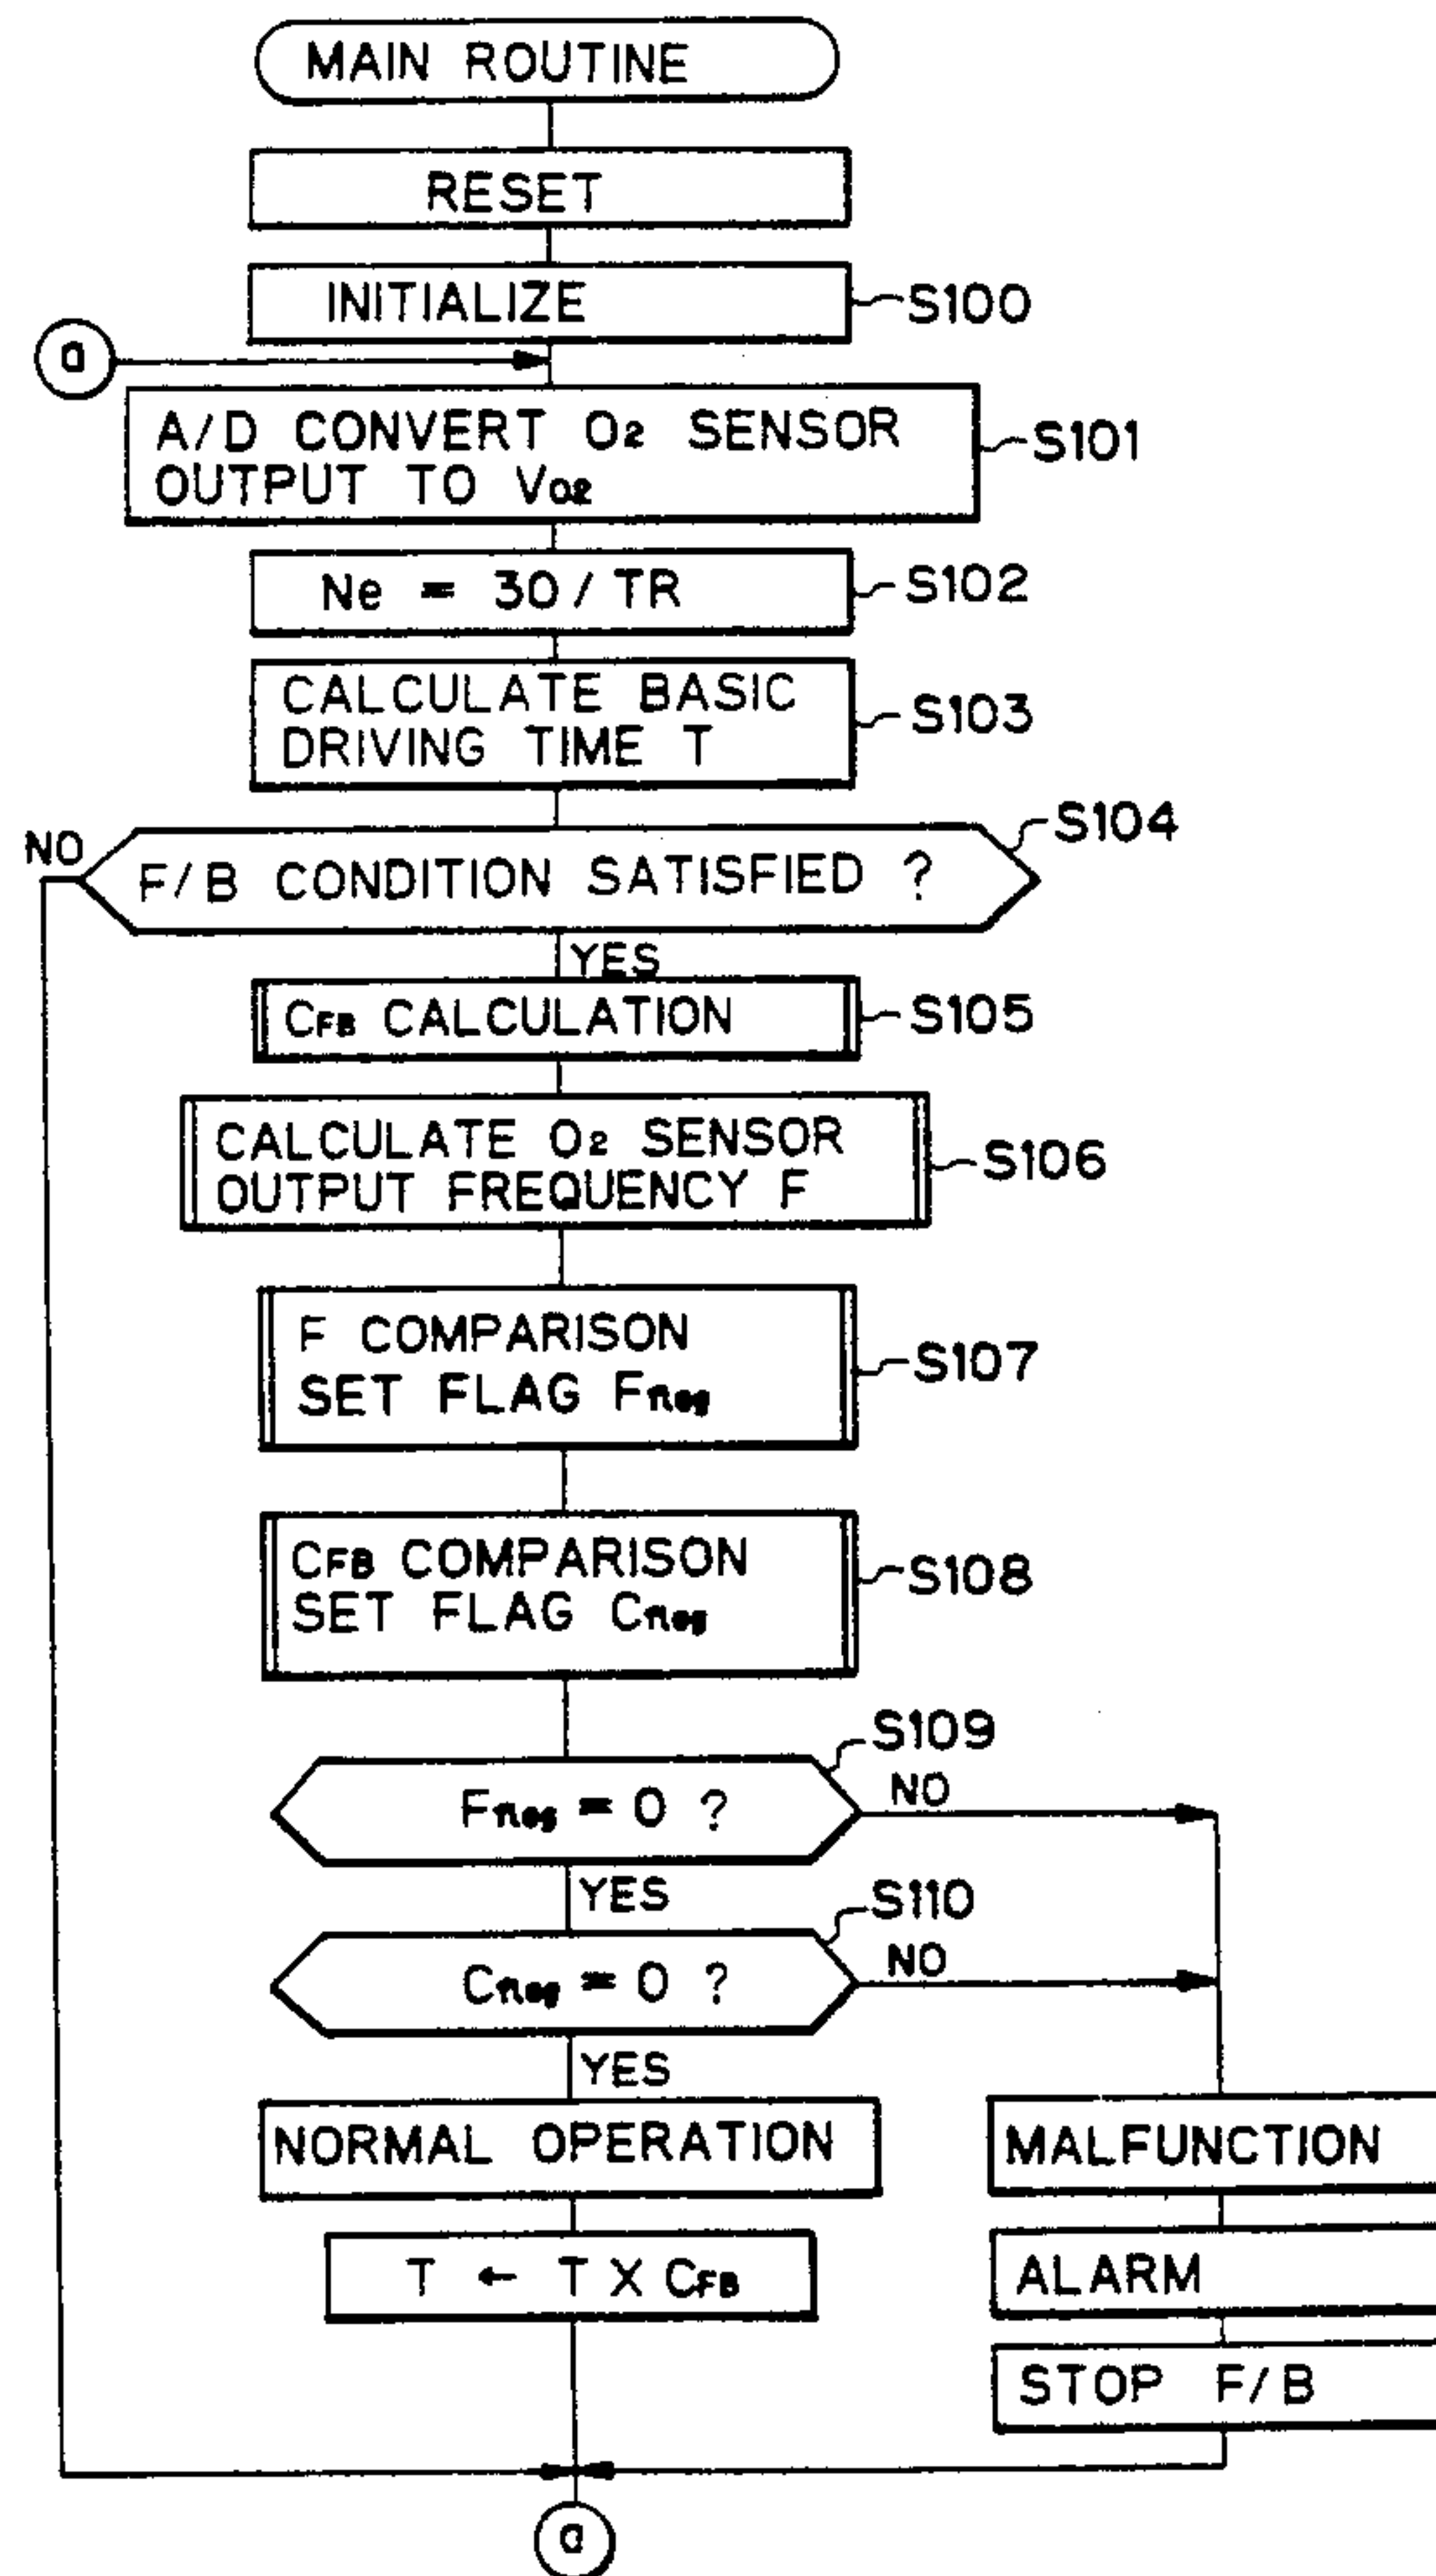 MAIN ROUTINE
RESET
INITIALIZE
S100
a
A/D CONVERT O2 SENSOR
OUTPUT TO VO2
S101
Ne = 30 / TR
S102
CALCULATE BASIC
DRIVING TIME T
S103
S104
NO
F/B CONDITION SATISFIED ?
YES
CFB CALCULATION
S105
CALCULATE O2 SENSOR
OUTPUT FREQUENCY F
S106
F COMPARISON
SET FLAG Fflag
S107
CFB COMPARISON
SET FLAG Cflag
S108
S109
Fflag = 0 ?
NO
YES
S110
Cflag = 0 ?
NO
YES
NORMAL OPERATION
MALFUNCTION
T ← T X CFB
ALARM
STOP F/B
a